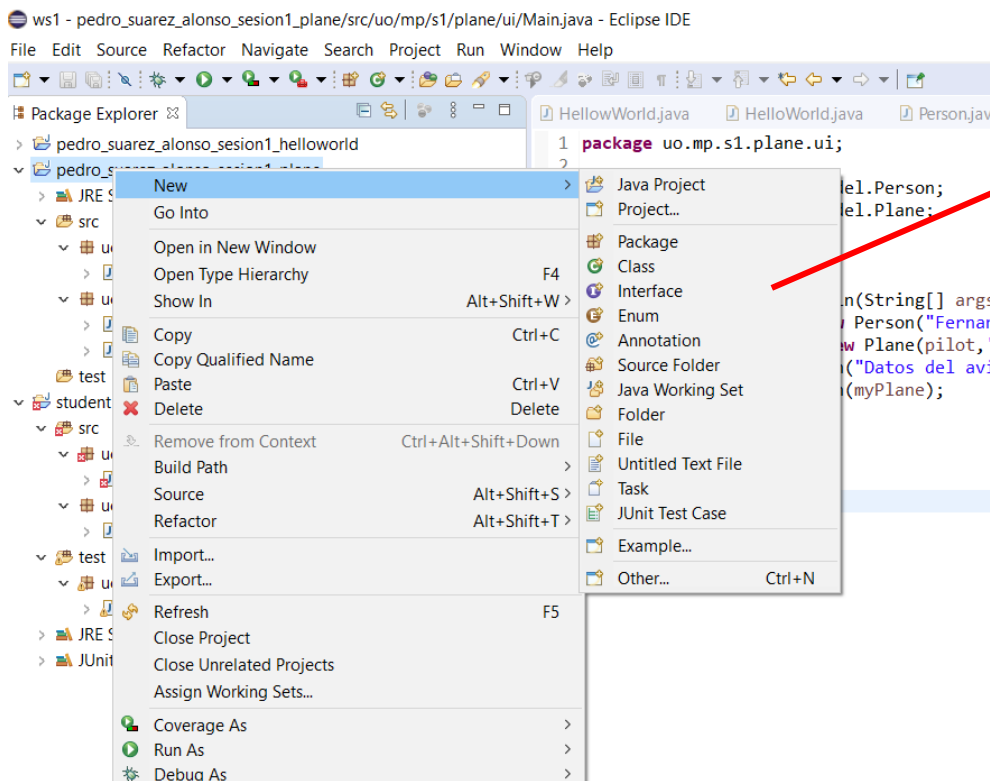 ws1 - pedro_suarez_alonso_sesion1_plane/src/uo/mp/s1/plane/ui/Main.java - Eclipse IDE
File Edit Source Refactor Navigate Search Project Run Window Help
Package Explorer
HellowWorld.java HelloWorld.java Person.jav
pedro_suarez_alonso_sesion1_helloworld
JRE S
src
u
u
test
student
src
u
u
test
u
JRE S
JUnit
New
Go Into
Open in New Window
Open Type Hierarchy F4
Show In Alt+Shift+W >
Copy Ctrl+C
Copy Qualified Name
Paste Ctrl+V
Delete Delete
Remove from Context Ctrl+Alt+Shift+Down
Build Path
Source Alt+Shift+S >
Refactor Alt+Shift+T >
Import...
Export...
Refresh F5
Close Project
Close Unrelated Projects
Assign Working Sets...
Coverage As
Run As
Debug As
Java Project
Project...
Package
Class
Interface
Enum
Annotation
Source Folder
Java Working Set
Folder
File
Untitled Text File
Task
JUnit Test Case
Example...
Other... Ctrl+N
1 package uo.mp.s1.plane.ui;
2
del.Person;
del.Plane;
in(String[] args
Person("Fernar
ew Plane(pilot,"
("Datos del avi
(myPlane);